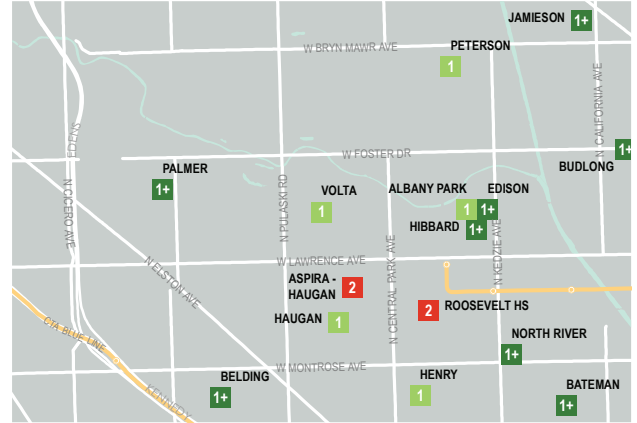 JAMIESON
1+
W BRYN MAWR AVE
PETERSON
1
N CALIFORNIA AVE
EDENS
W FOSTER DR
BUDLONG
1+
PALMER
1+
N CICERO AVE
VOLTA
1
N PULASKI RD
ALBANY PARK
1
EDISON
1+
HIBBARD
1+
N KEDZIE AVE
N CENTRAL PARK AVE
W LAWRENCE AVE
N ELSTON AVE
ASPIRA -
HAUGAN
2
ROOSEVELT HS
2
HAUGAN
1
CTA BLUE LINE
NORTH RIVER
1+
W MONTROSE AVE
BELDING
1+
KENNEDY
HENRY
1
BATEMAN
1+